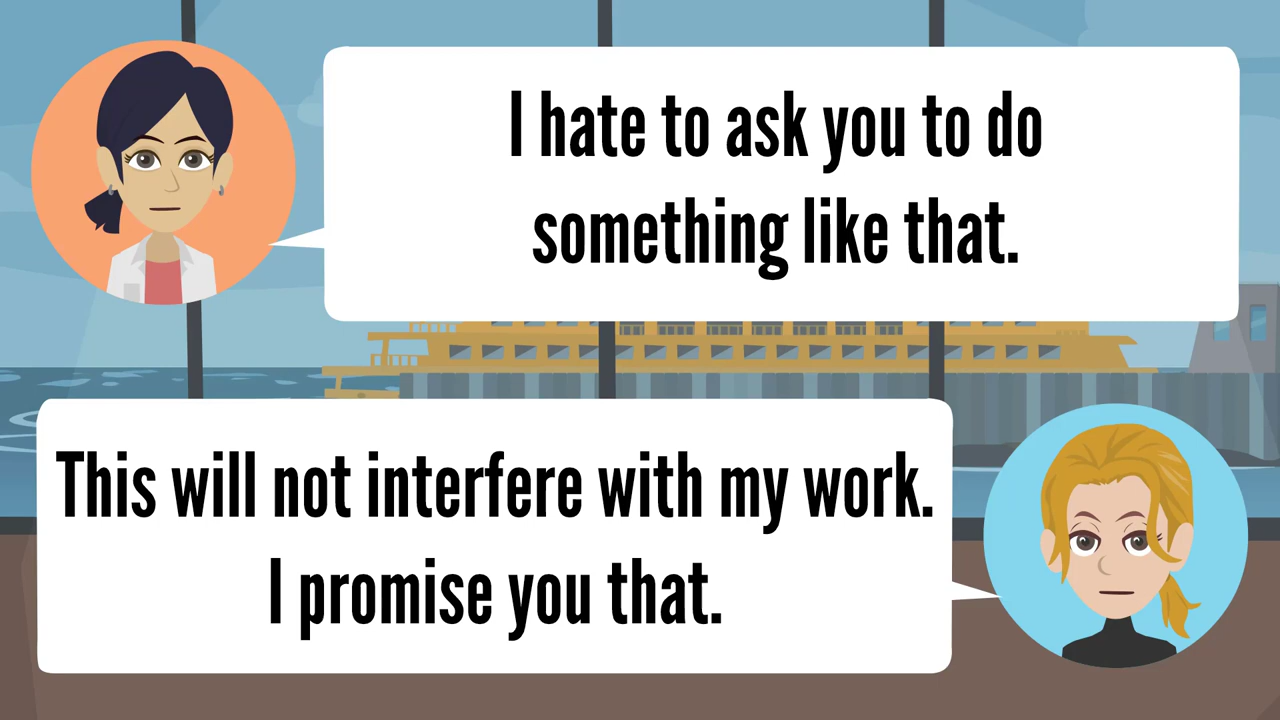 I hate to ask you to do
something like that.
This will not interfere with my work.
I promise you that.